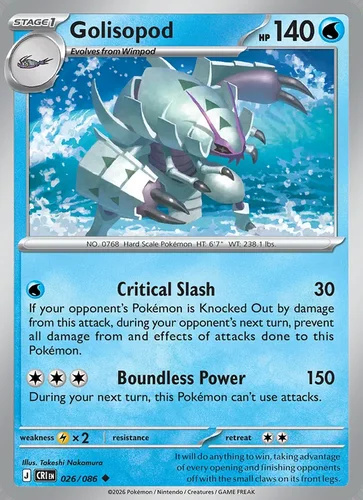 STAGE1
Golisopod
HP 140
Evolves from Wimpod
NO. 0768 Hard Scale Pokémon HT: 6'7" WT: 238.1 lbs.
Critical Slash 30
If your opponent's Pokémon is Knocked Out by damage
from this attack, during your opponent's next turn, prevent
all damage from and effects of attacks done to this
Pokémon.
Boundless Power 150
During your next turn, this Pokémon can't use attacks.
weakness ×2 resistance retreat
Illus. Takeshi Nakamura
J CRI EN 026/086
It will do anything to win, taking advantage
of every opening and finishing opponents
off with the small claws on its front legs.
©2026 Pokémon / Nintendo / Creatures / GAME FREAK